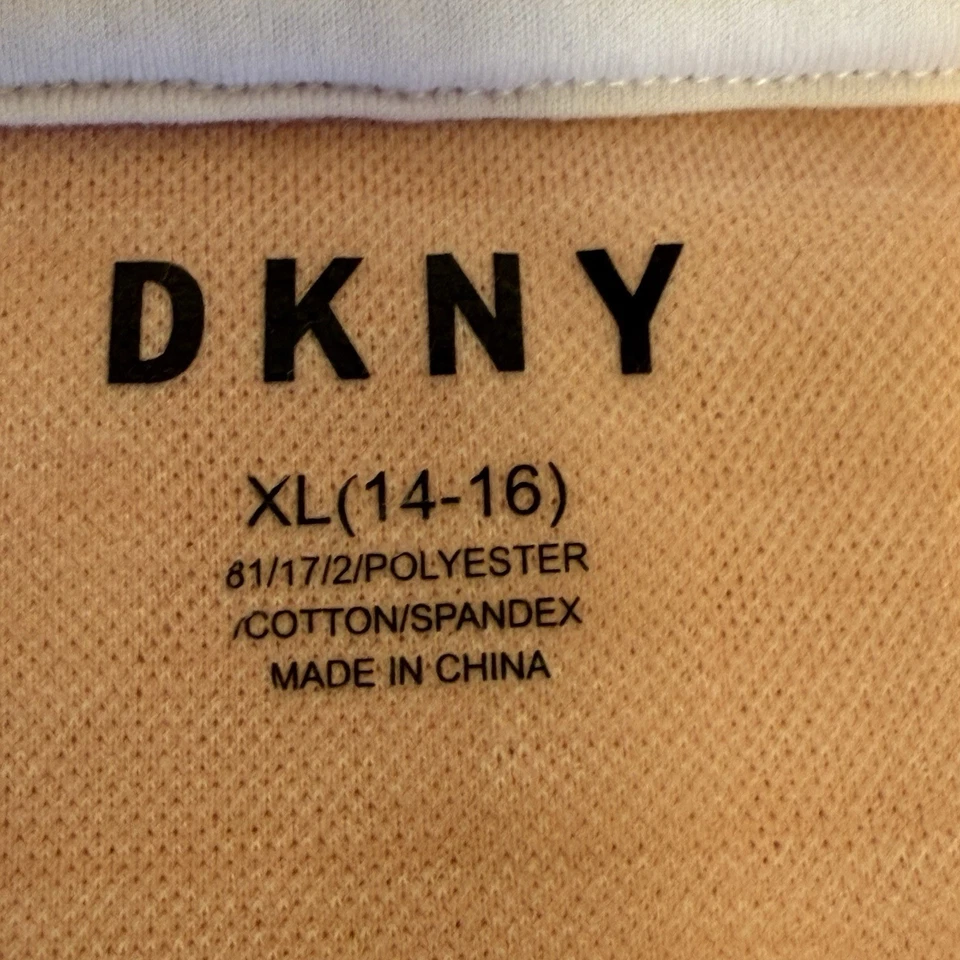 DKNY
XL(14-16)
81/17/2/POLYESTER
/COTTON/SPANDEX
MADE IN CHINA